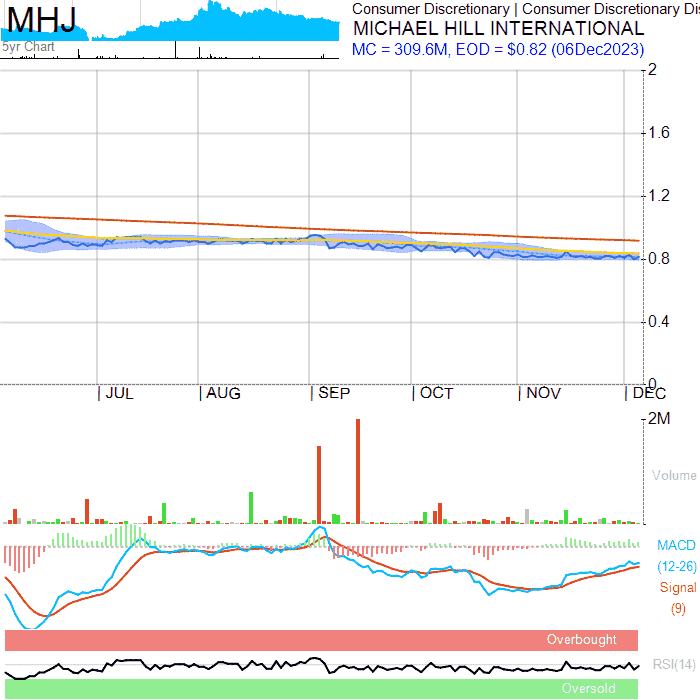 MHJ
5yr Chart
Consumer Discretionary | Consumer Discretionary Dis
MICHAEL HILL INTERNATIONAL
MC = 309.6M, EOD = $0.82 (06Dec2023)
2
1.6
1.2
0.8
0.4
0
JUL AUG SEP OCT NOV DEC
2M
Volume
MACD
(12-26)
Signal
(9)
Overbought
RSI(14)
Oversold